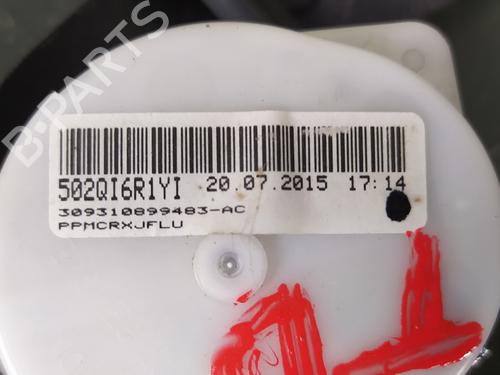 502QI6R1YI 20.07.2015 17:14
309310899483-AC
PPMCRXJFLU
B-PARTS